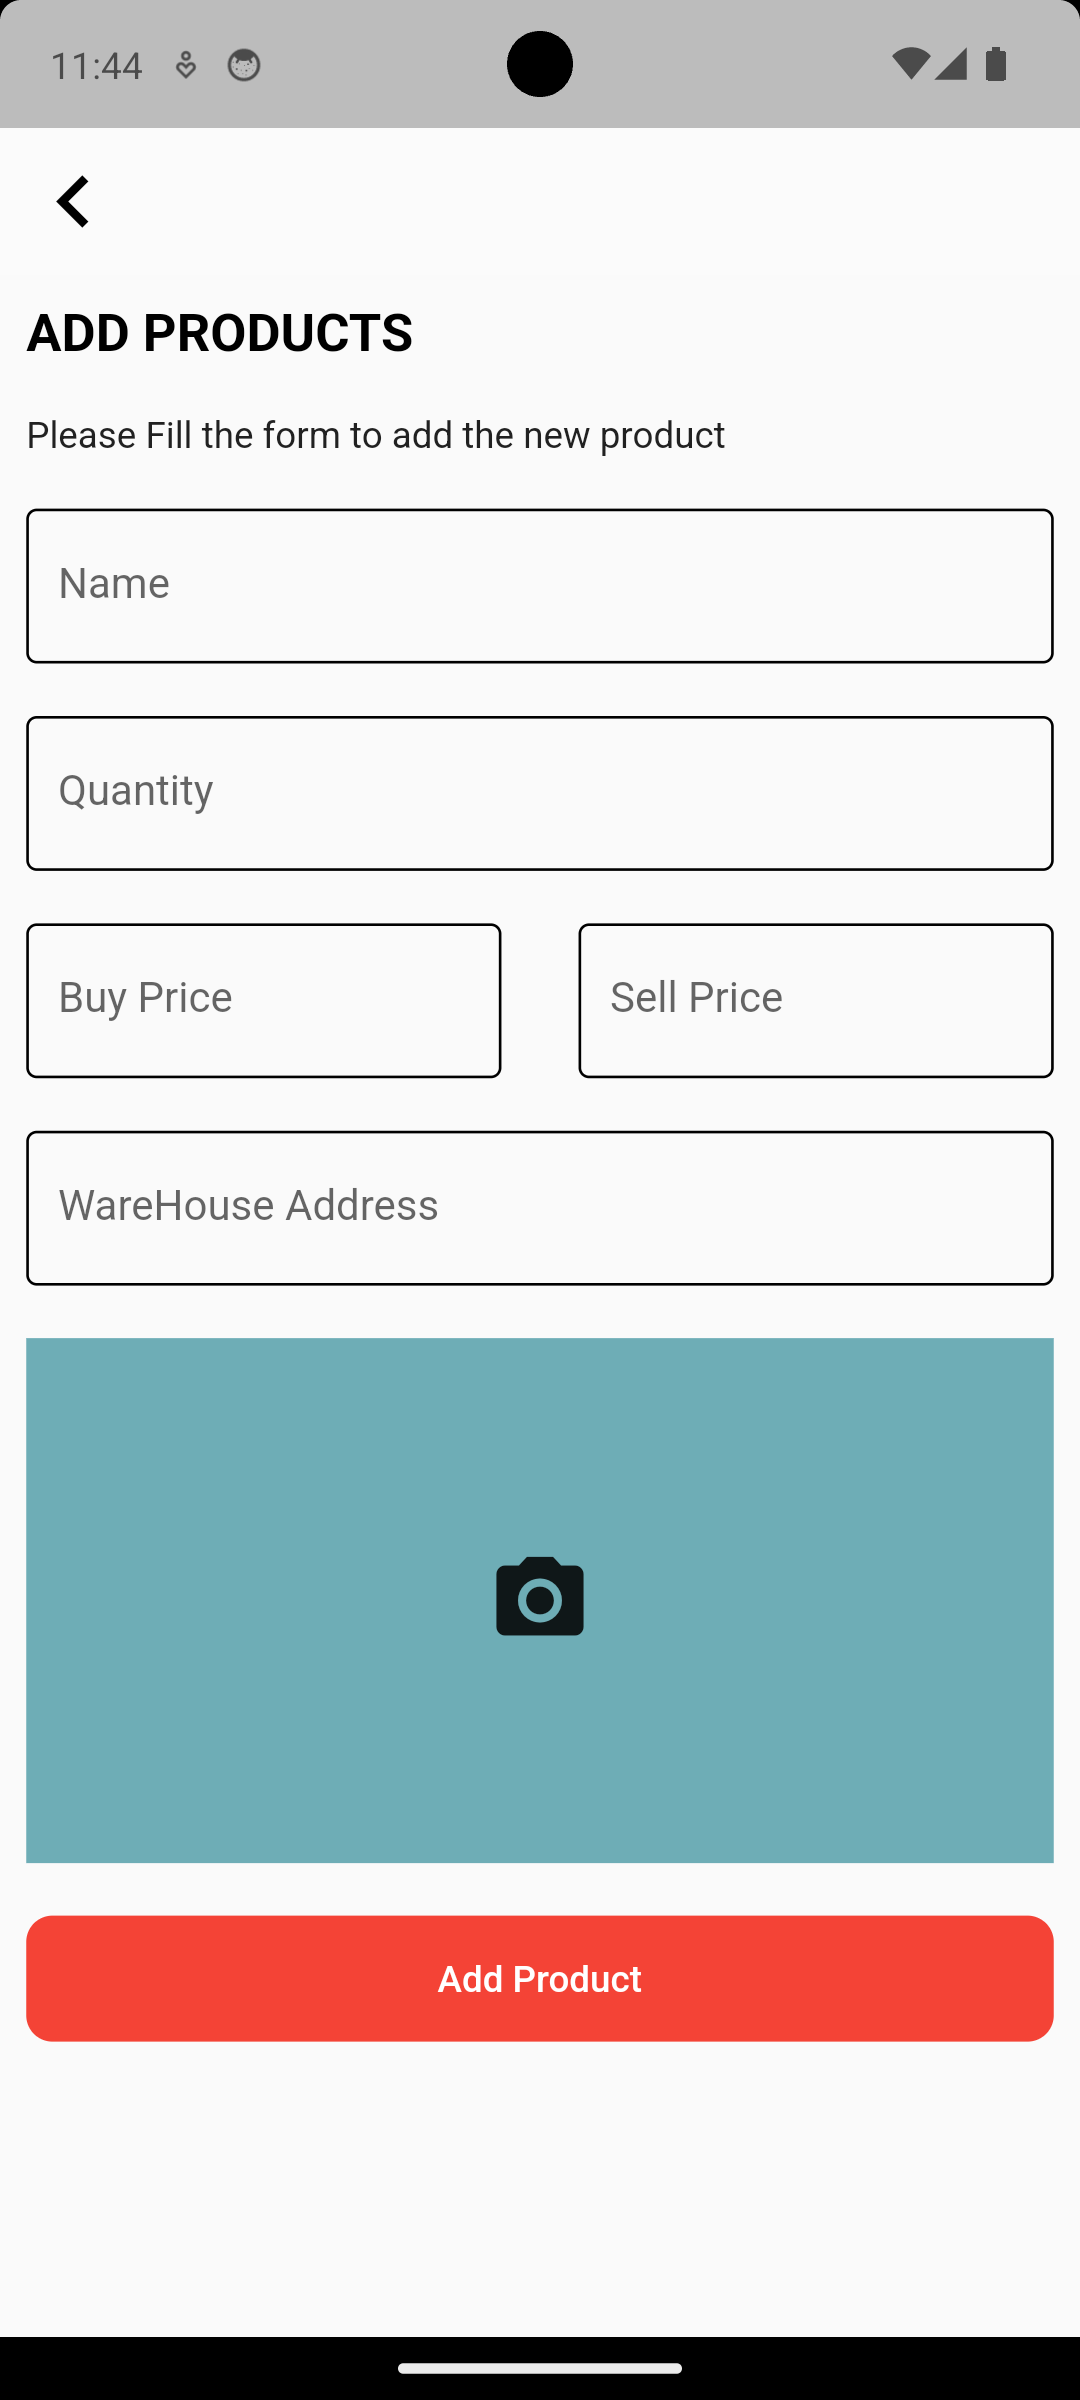 11:44
ADD PRODUCTS
Please Fill the form to add the new product
Name
Quantity
Buy Price
Sell Price
WareHouse Address
Add Product